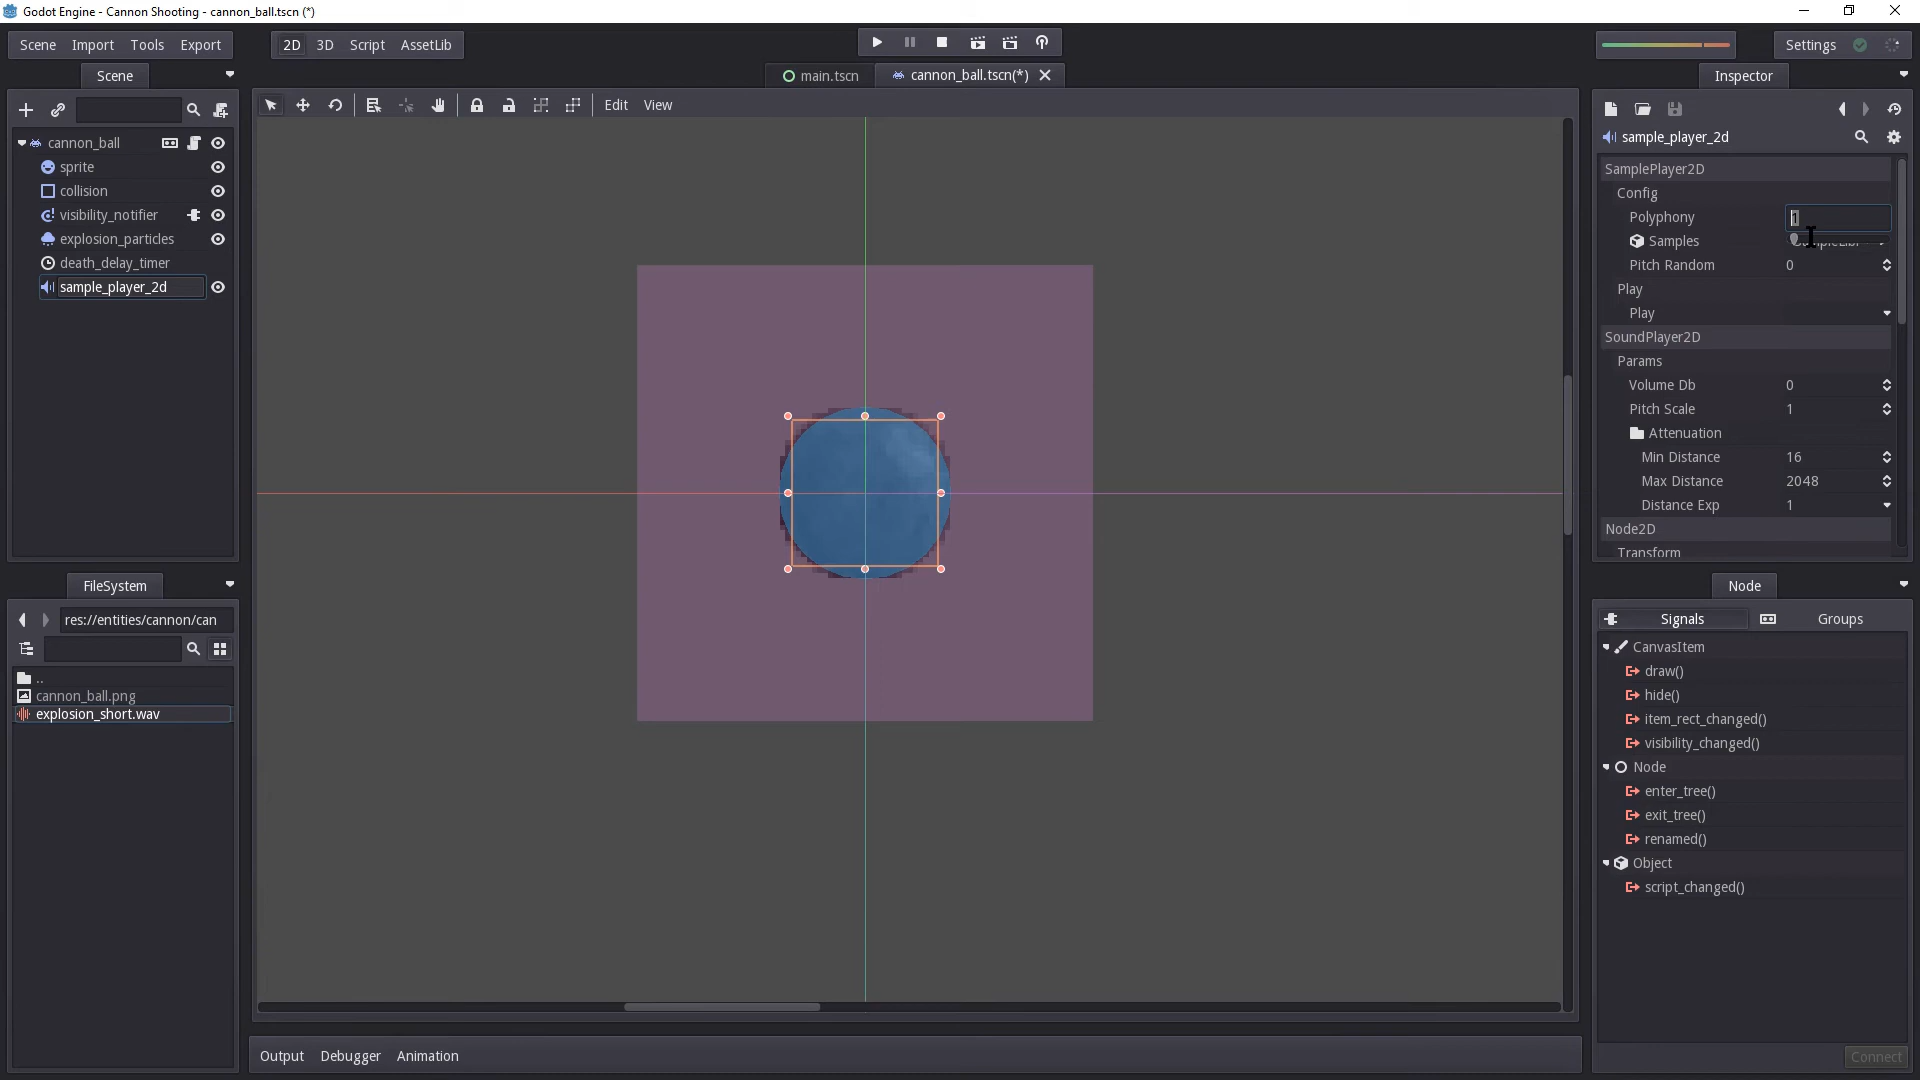 Godot Engine - Cannon Shooting - cannon_ball.tscn (*)
Scene Import Tools Export
2D 3D Script AssetLib
Settings
Scene
main.tscn
cannon_ball.tscn(*)
Inspector
Edit View
cannon_ball
sprite
collision
visibility_notifier
explosion_particles
death_delay_timer
sample_player_2d
sample_player_2d
SamplePlayer2D
Config
Polyphony 1
Samples
Pitch Random 0
Play
Play
SoundPlayer2D
Params
Volume Db 0
Pitch Scale 1
Attenuation
Min Distance 16
Max Distance 2048
Distance Exp 1
Node2D
Transform
FileSystem
res://entities/cannon/can
..
cannon_ball.png
explosion_short.wav
Node
Signals Groups
CanvasItem
draw()
hide()
item_rect_changed()
visibility_changed()
Node
enter_tree()
exit_tree()
renamed()
Object
script_changed()
Connect
Output Debugger Animation